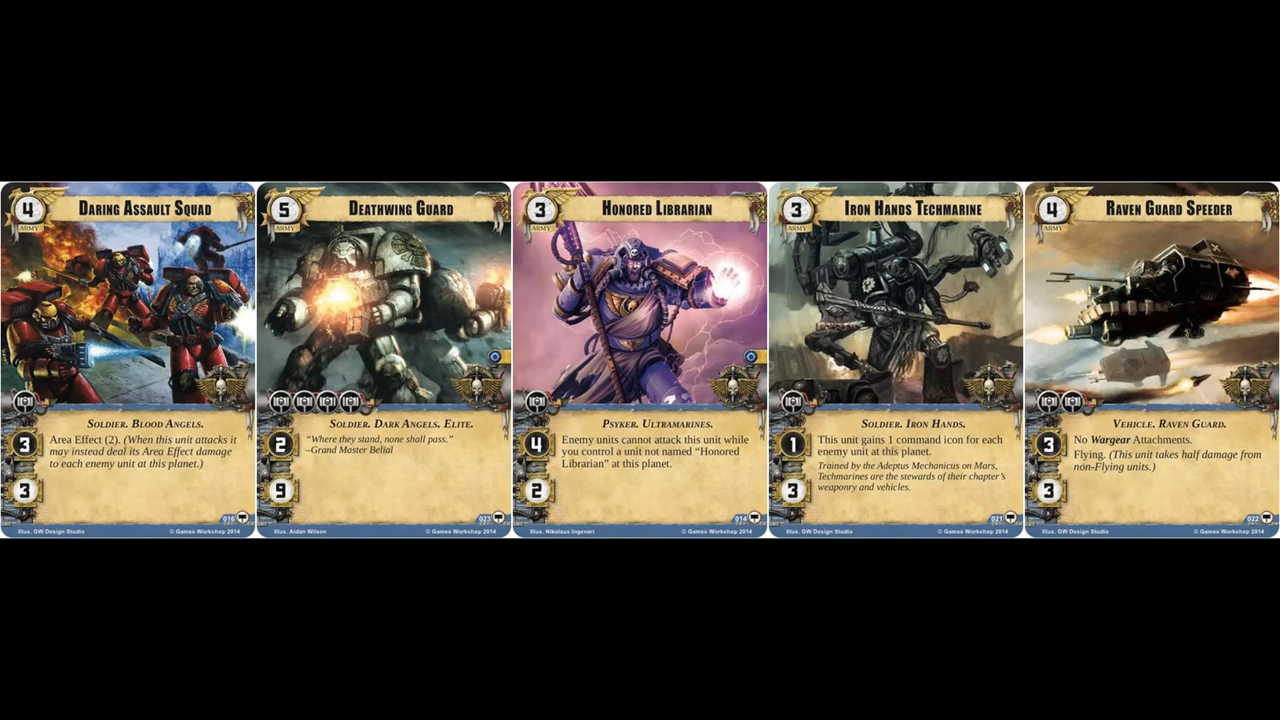 4
ARMY
DARING ASSAULT SQUAD
SOLDIER. BLOOD ANGELS.
3
Area Effect (2). (When this unit attacks it
may instead deal its Area Effect damage
to each enemy unit at this planet.)
3
016
Illus. GW Design Studio
© Games Workshop 2014
5
ARMY
DEATHWING GUARD
SOLDIER. DARK ANGELS. ELITE.
2
"Where they stand, none shall pass."
–Grand Master Belial
9
023
Illus. Aidan Wilson
© Games Workshop 2014
3
ARMY
HONORED LIBRARIAN
PSYKER. ULTRAMARINES.
4
Enemy units cannot attack this unit while
you control a unit not named "Honored
Librarian" at this planet.
2
014
Illus. Nikolaus Ingeneri
© Games Workshop 2014
3
ARMY
IRON HANDS TECHMARINE
SOLDIER. IRON HANDS.
1
This unit gains 1 command icon for each
enemy unit at this planet.
Trained by the Adeptus Mechanicus on Mars,
Techmarines are the stewards of their chapter's
weaponry and vehicles.
3
021
Illus. GW Design Studio
© Games Workshop 2014
4
ARMY
RAVEN GUARD SPEEDER
VEHICLE. RAVEN GUARD.
3
No Wargear Attachments.
Flying. (This unit takes half damage from
non-Flying units.)
3
022
Illus. GW Design Studio
© Games Workshop 2014